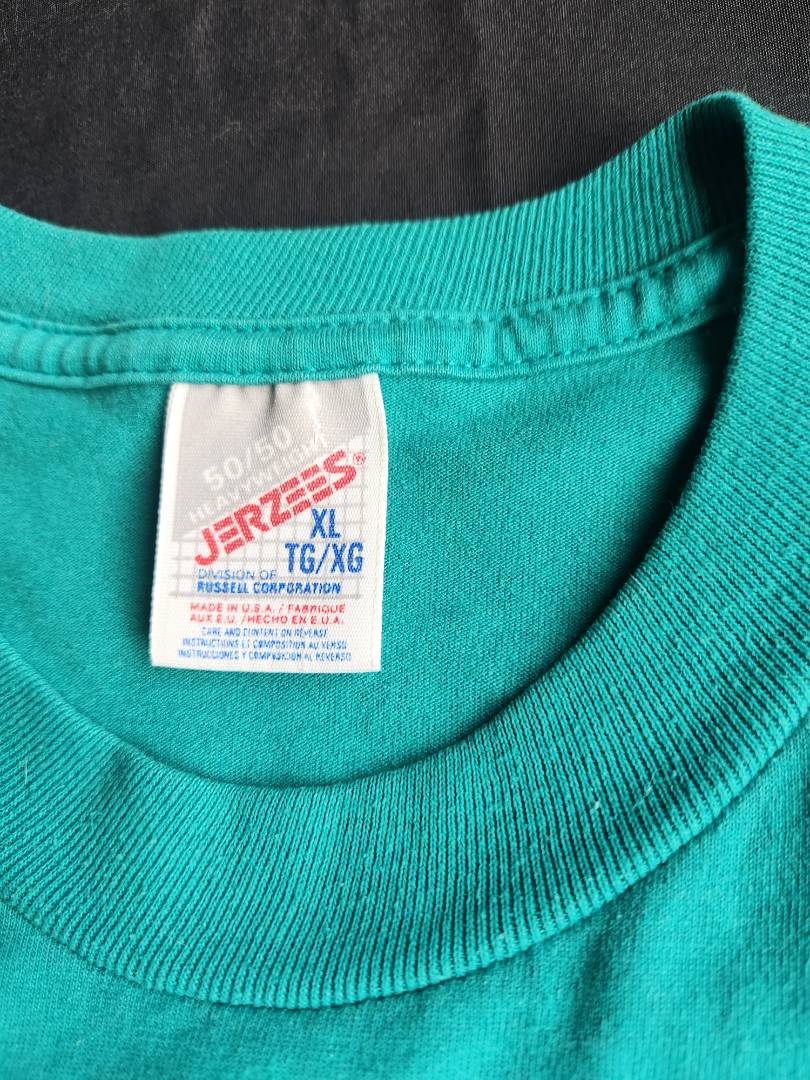 50/50
HEAVYWEIGHT
JERZEES®
XL
TG/XG
DIVISION OF
RUSSELL CORPORATION
MADE IN U.S.A. / FABRIQUE
AUX E.U. / HECHO EN E.U.A.
CARE AND CONTENT ON REVERSE
INSTRUCTIONS ET COMPOSITION AU VERSO
INSTRUCCIONES Y COMPOSICION AL REVERSO